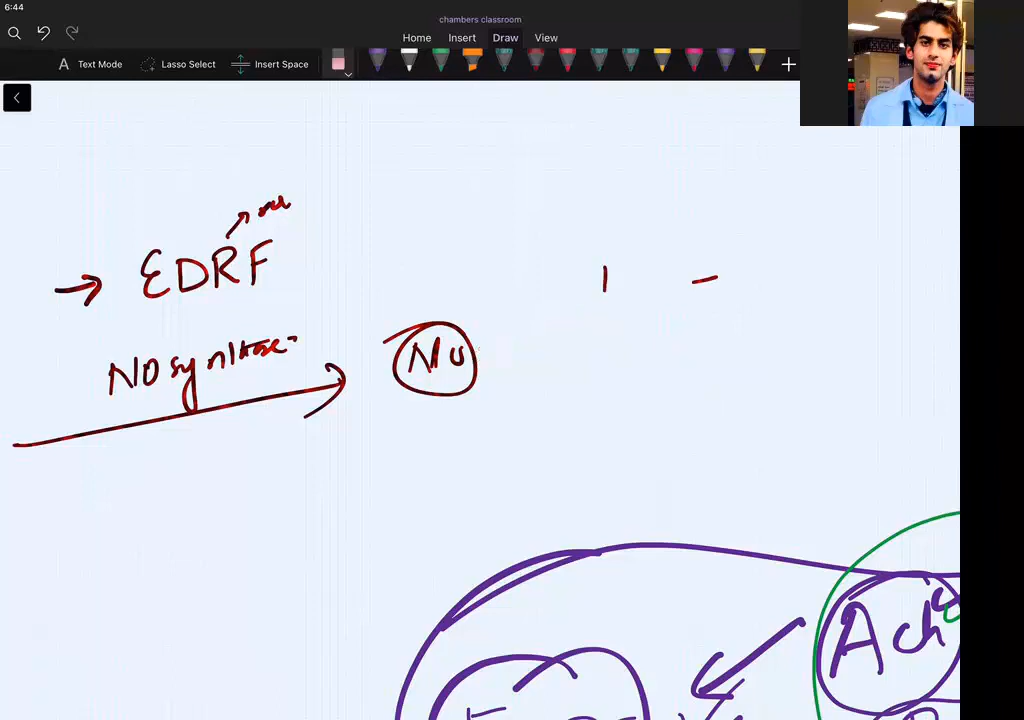 6:44
chambers classroom
Home Insert Draw View
A Text Mode Lasso Select Insert Space
→ EDRF
NO synthase
NO
Ach